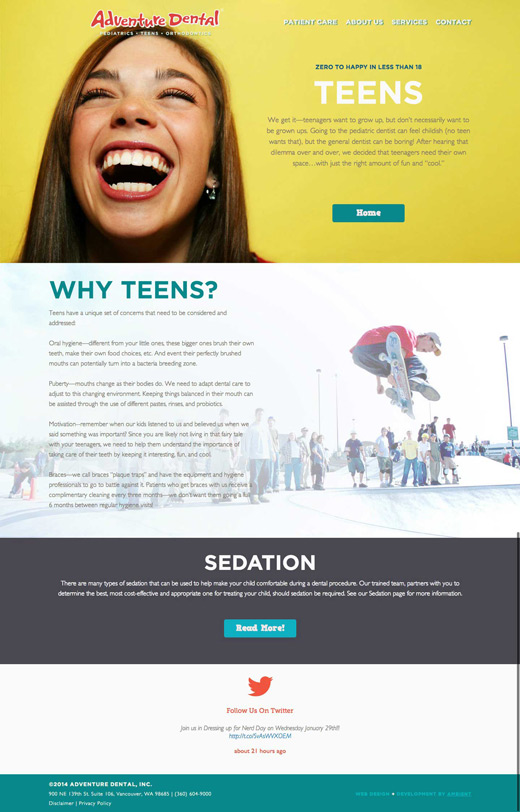 Adventure Dental
PEDIATRICS • TEENS • ORTHODONTICS
PATIENT CARE ABOUT US SERVICES CONTACT
ZERO TO HAPPY IN LESS THAN 18
TEENS
We get it—teenagers want to grow up, but don't necessarily want to
be grown ups. Going to the pediatric dentist can feel childish (no teen
wants that), but the general dentist can be boring! After hearing that
dilemma over and over, we decided that teenagers need their own
space…with just the right amount of fun and "cool."
Home
WHY TEENS?
Teens have a unique set of concerns that need to be considered and
addressed:
Oral hygiene—different from your little ones, these bigger ones brush their own
teeth, make their own food choices, etc. And event their perfectly brushed
mouths can potentially turn into a bacteria breeding zone.
Puberty—mouths change as their bodies do. We need to adapt dental care to
adjust to this changing environment. Keeping things balanced in their mouth can
be assisted through the use of different pastes, rinses, and probiotics.
Motivation—remember when our kids listened to us and believed us when we
said something was important? Since you are likely not living in that fairy tale
with your teenagers, we need to help them understand the importance of
taking care of their teeth by keeping it interesting, fun, and cool.
Braces—we call braces "plaque traps" and have the equipment and hygiene
professionals to go to battle against it. Patients who get braces with us receive a
complimentary cleaning every three months—we don't want them going a full
6 months between regular hygiene visits!
SEDATION
There are many types of sedation that can be used to help make your child comfortable during a dental procedure. Our trained team, partners with you to
determine the best, most cost-effective and appropriate one for treating your child, should sedation be required. See our Sedation page for more information.
Read More!
Follow Us On Twitter
Join us in Dressing up for Nerd Day on Wednesday January 29th!!!
about 21 hours ago
©2014 ADVENTURE DENTAL, INC.
900 NE 139th St. Suite 106, Vancouver, WA 98685 | (360) 604-9000
WEB DESIGN + DEVELOPMENT BY
Disclaimer | Privacy Policy